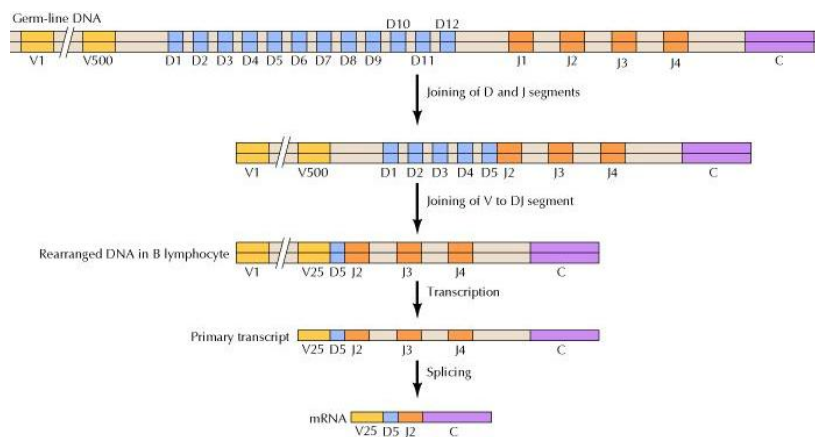 D10 D12
Germ-line DNA
V1 V500 D1 D2 D3 D4 D5 D6 D7 D8 D9 D11 J1 J2 J3 J4 C
Joining of D and J segments
V1 V500 D1 D2 D3 D4 D5 J2 J3 J4 C
Joining of V to DJ segment
Rearranged DNA in B lymphocyte
V1 V25 D5 J2 J3 J4 C
Transcription
Primary transcript
V25 D5 J2 J3 J4 C
Splicing
mRNA
V25 D5 J2 C